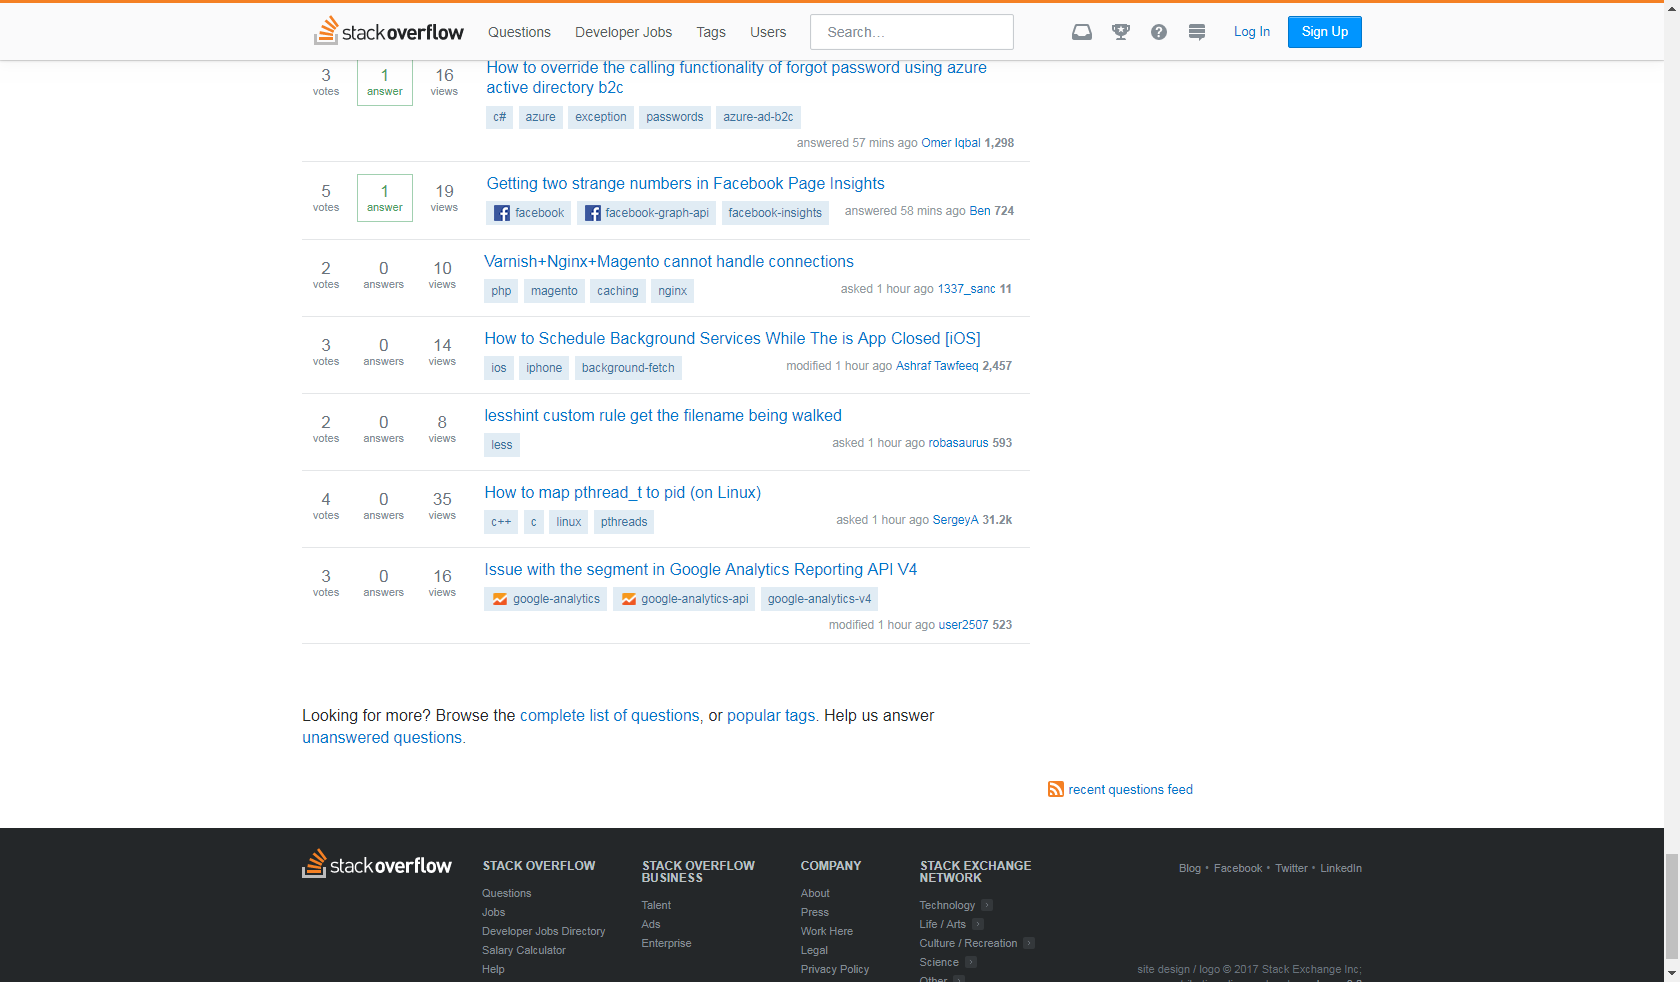 stackoverflow Questions Developer Jobs Tags Users Search... Log In Sign Up
3 votes 1 answer 16 views
How to override the calling functionality of forgot password using azure
active directory b2c
c# azure exception passwords azure-ad-b2c
answered 57 mins ago Omer Iqbal 1,298
5 votes 1 answer 19 views
Getting two strange numbers in Facebook Page Insights
facebook facebook-graph-api facebook-insights
answered 58 mins ago Ben 724
2 votes 0 answers 10 views
Varnish+Nginx+Magento cannot handle connections
php magento caching nginx
asked 1 hour ago 1337_sanc 11
3 votes 0 answers 14 views
How to Schedule Background Services While The is App Closed [iOS]
ios iphone background-fetch
modified 1 hour ago Ashraf Tawfeeq 2,457
2 votes 0 answers 8 views
lesshint custom rule get the filename being walked
less
asked 1 hour ago robasaurus 593
4 votes 0 answers 35 views
How to map pthread_t to pid (on Linux)
c++ c linux pthreads
asked 1 hour ago SergeyA 31.2k
3 votes 0 answers 16 views
Issue with the segment in Google Analytics Reporting API V4
google-analytics google-analytics-api google-analytics-v4
modified 1 hour ago user2507 523
Looking for more? Browse the complete list of questions, or popular tags. Help us answer
unanswered questions.
recent questions feed
stackoverflow
STACK OVERFLOW
Questions
Jobs
Developer Jobs Directory
Salary Calculator
Help
STACK OVERFLOW
BUSINESS
Talent
Ads
Enterprise
COMPANY
About
Press
Work Here
Legal
Privacy Policy
STACK EXCHANGE
NETWORK
Technology
Life / Arts
Culture / Recreation
Science
Other
Blog • Facebook • Twitter • LinkedIn
site design / logo © 2017 Stack Exchange Inc;